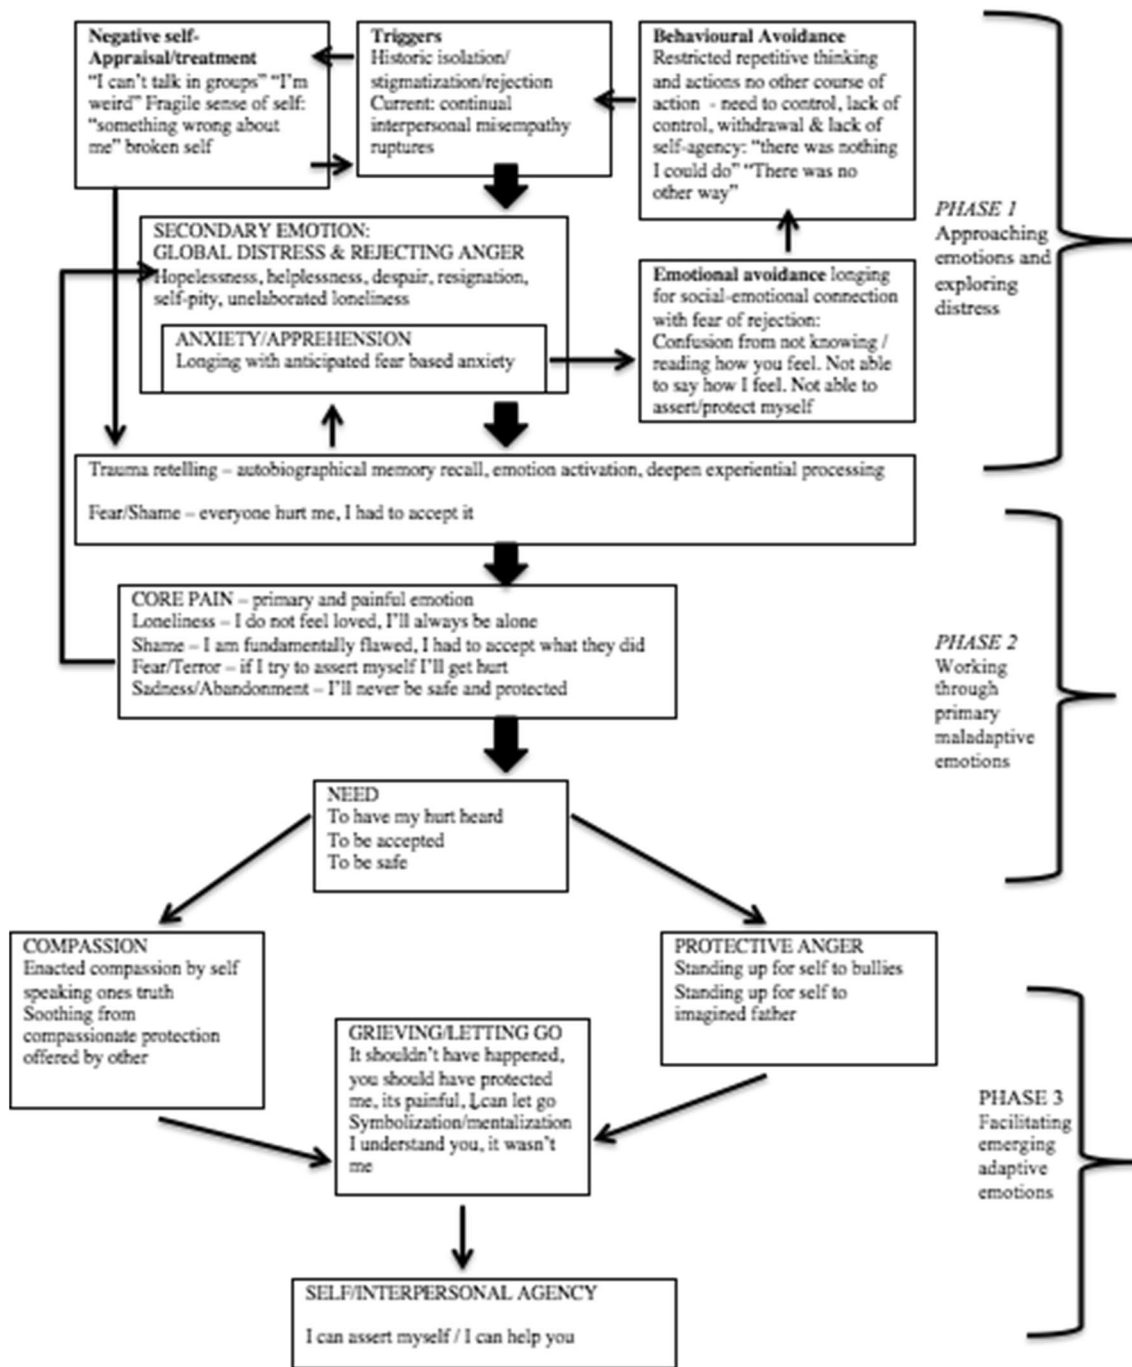 Negative self-
Appraisal/treatment
“I can’t talk in groups” “I’m
weird” Fragile sense of self:
“something wrong about
me” broken self
Triggers
Historic isolation/
stigmatization/rejection
Current: continual
interpersonal misempathy
ruptures
Behavioural Avoidance
Restricted repetitive thinking
and actions no other course of
action - need to control, lack of
control, withdrawal & lack of
self-agency: “there was nothing
I could do” “There was no
other way”
SECONDARY EMOTION:
GLOBAL DISTRESS & REJECTING ANGER
Hopelessness, helplessness, despair, resignation,
self-pity, unelaborated loneliness
ANXIETY/APPREHENSION
Longing with anticipated fear based anxiety
Emotional avoidance longing
for social-emotional connection
with fear of rejection:
Confusion from not knowing /
reading how you feel. Not able
to say how I feel. Not able to
assert/protect myself
PHASE 1
Approaching
emotions and
exploring
distress
Trauma retelling – autobiographical memory recall, emotion activation, deepen experiential processing
Fear/Shame – everyone hurt me, I had to accept it
CORE PAIN – primary and painful emotion
Loneliness – I do not feel loved, I’ll always be alone
Shame – I am fundamentally flawed, I had to accept what they did
Fear/Terror – if I try to assert myself I’ll get hurt
Sadness/Abandonment – I’ll never be safe and protected
PHASE 2
Working
through
primary
maladaptive
emotions
NEED
To have my hurt heard
To be accepted
To be safe
COMPASSION
Enacted compassion by self
speaking ones truth
Soothing from
compassionate protection
offered by other
PROTECTIVE ANGER
Standing up for self to bullies
Standing up for self to
imagined father
GRIEVING/LETTING GO
It shouldn’t have happened,
you should have protected
me, its painful, I can let go
Symbolization/mentalization
I understand you, it wasn’t
me
PHASE 3
Facilitating
emerging
adaptive
emotions
SELF/INTERPERSONAL AGENCY
I can assert myself / I can help you